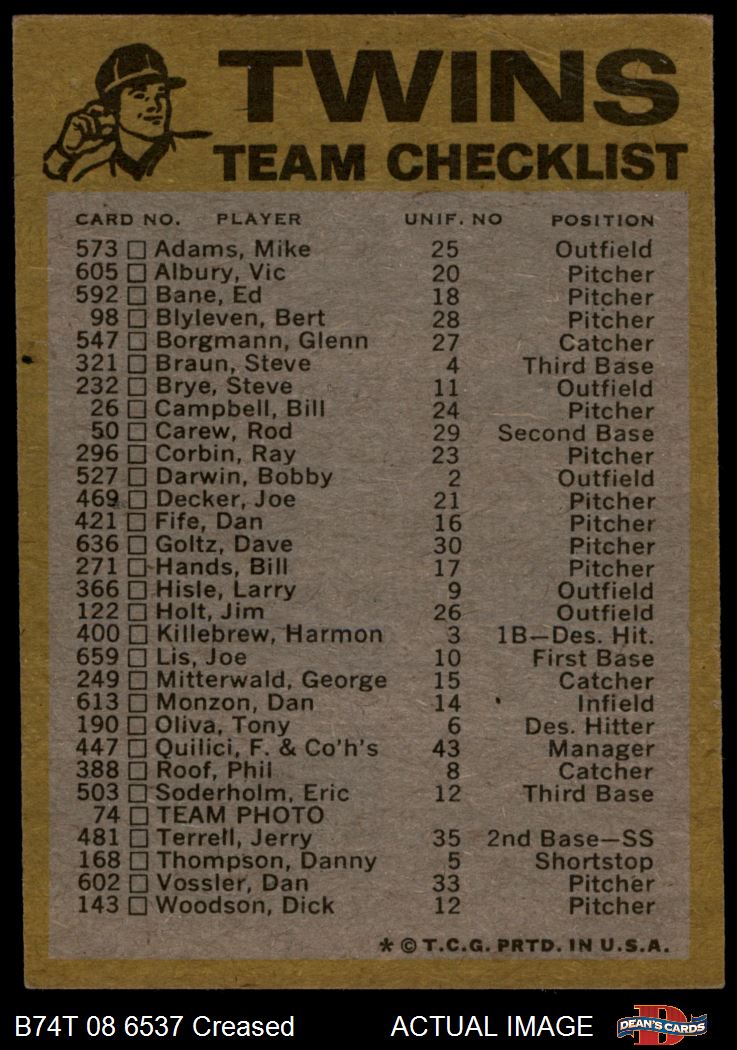 TWINS
TEAM CHECKLIST
CARD NO. PLAYER UNIF. NO POSITION
573 Adams, Mike 25 Outfield
605 Albury, Vic 20 Pitcher
592 Bane, Ed 18 Pitcher
98 Blyleven, Bert 28 Pitcher
547 Borgmann, Glenn 27 Catcher
321 Braun, Steve 4 Third Base
232 Brye, Steve 11 Outfield
26 Campbell, Bill 24 Pitcher
50 Carew, Rod 29 Second Base
296 Corbin, Ray 23 Pitcher
527 Darwin, Bobby 2 Outfield
469 Decker, Joe 21 Pitcher
421 Fife, Dan 16 Pitcher
636 Goltz, Dave 30 Pitcher
271 Hands, Bill 17 Pitcher
366 Hisle, Larry 9 Outfield
122 Holt, Jim 26 Outfield
400 Killebrew, Harmon 3 1B—Des. Hit.
659 Lis, Joe 10 First Base
249 Mitterwald, George 15 Catcher
613 Monzon, Dan 14 Infield
190 Oliva, Tony 6 Des. Hitter
447 Quilici, F. & Co'h's 43 Manager
388 Roof, Phil 8 Catcher
503 Soderholm, Eric 12 Third Base
74 TEAM PHOTO
481 Terrell, Jerry 35 2nd Base—SS
168 Thompson, Danny 5 Shortstop
602 Vossler, Dan 33 Pitcher
143 Woodson, Dick 12 Pitcher
* © T.C.G. PRTD. IN U.S.A.
B74T 08 6537 Creased ACTUAL IMAGE DEAN'S CARDS